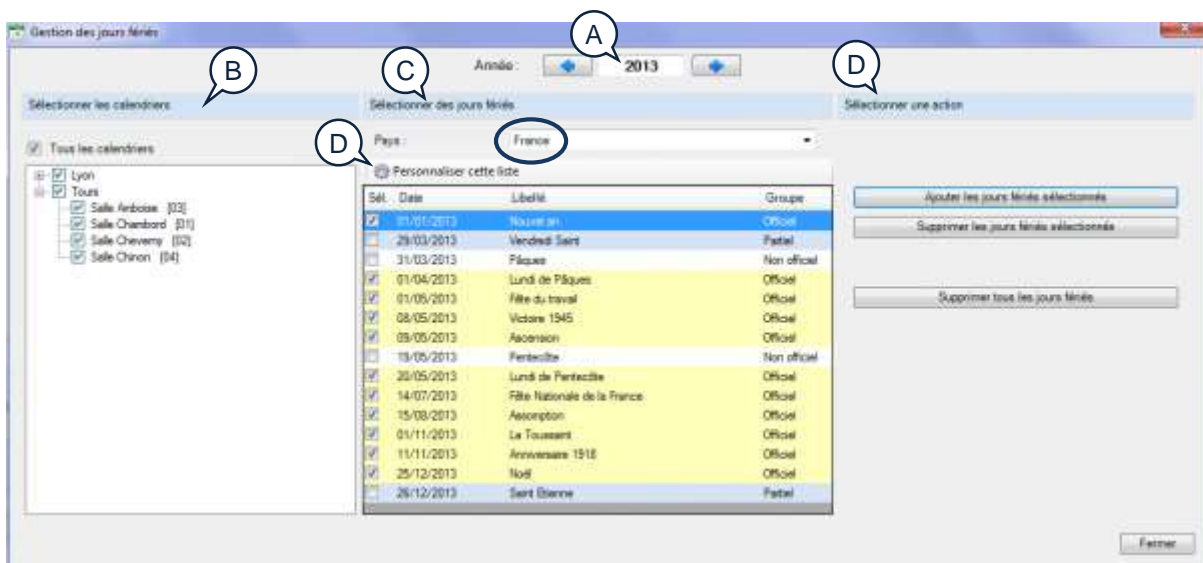 Gestion des jours fériés
A
B
C
D
Année :
2013
Sélectionner les calendriers
Sélectionner des jours fériés
Sélectionner une action
Tous les calendriers
Lyon
Tours
Salle Amboise [03]
Salle Chambord [01]
Salle Cheverny [02]
Salle Chinon [04]
D
Pays :
France
Personnaliser cette liste
Sél. Date Libellé Groupe
01/01/2013 Nouvel an Officiel
29/03/2013 Vendredi Saint Partiel
31/03/2013 Pâques Non officiel
01/04/2013 Lundi de Pâques Officiel
01/05/2013 Fête du travail Officiel
08/05/2013 Victoire 1945 Officiel
09/05/2013 Ascension Officiel
19/05/2013 Pentecôte Non officiel
20/05/2013 Lundi de Pentecôte Officiel
14/07/2013 Fête Nationale de la France Officiel
15/08/2013 Assomption Officiel
01/11/2013 La Toussaint Officiel
11/11/2013 Anniversaire 1918 Officiel
25/12/2013 Noël Officiel
26/12/2013 Saint Etienne Partiel
Ajouter les jours fériés sélectionnés
Supprimer les jours fériés sélectionnés
Supprimer tous les jours fériés
Fermer